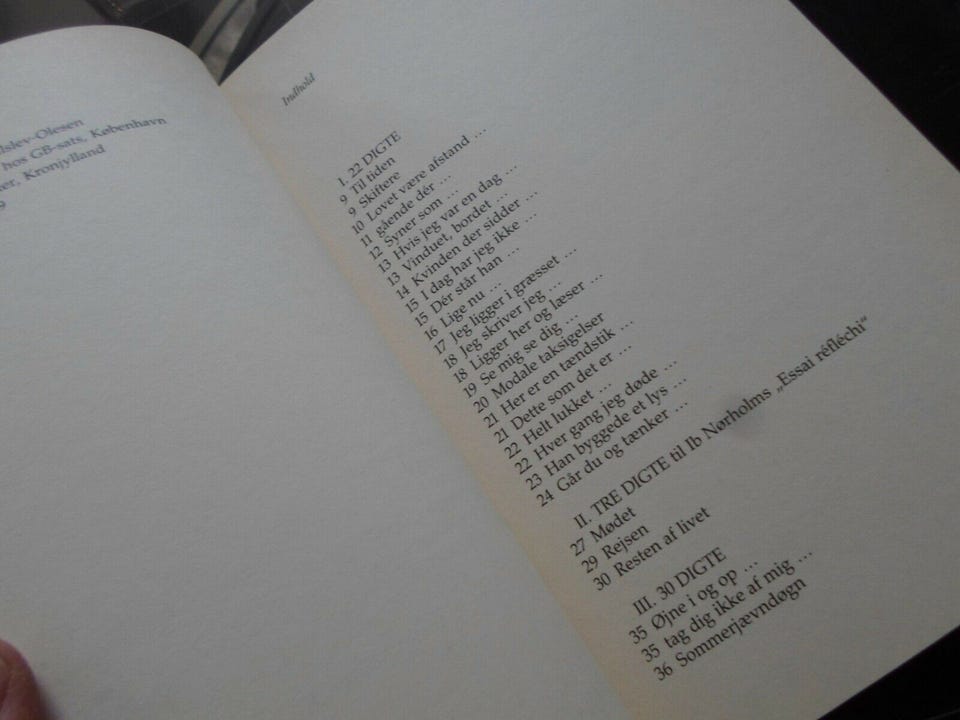 lslev-Olesen
hos GB-sats, København
Kronjylland
9
Indhold
I. 22 DIGTE
9 Til tiden
9 Skiftere
10 Lovet være afstand …
11 gående dér …
12 Syner som …
13 Hvis jeg var en dag …
13 Vinduet, bordet …
14 Kvinden der sidder …
15 I dag har jeg ikke …
15 Dér står han …
16 Lige nu …
17 Jeg ligger i græsset …
18 Jeg skriver jeg …
18 Ligger her og læser …
19 Se mig se dig …
20 Modale taksigelser
21 Her er en tændstik …
21 Dette som det er …
22 Helt lukket …
22 Hver gang jeg døde …
23 Han byggede et lys …
24 Går du og tænker …
II. TRE DIGTE til Ib Nørholms „Essai réfléchi“
27 Mødet
29 Rejsen
30 Resten af livet
III. 30 DIGTE
35 Øjne i og op …
35 tag dig ikke af mig …
36 Sommerjævndøgn